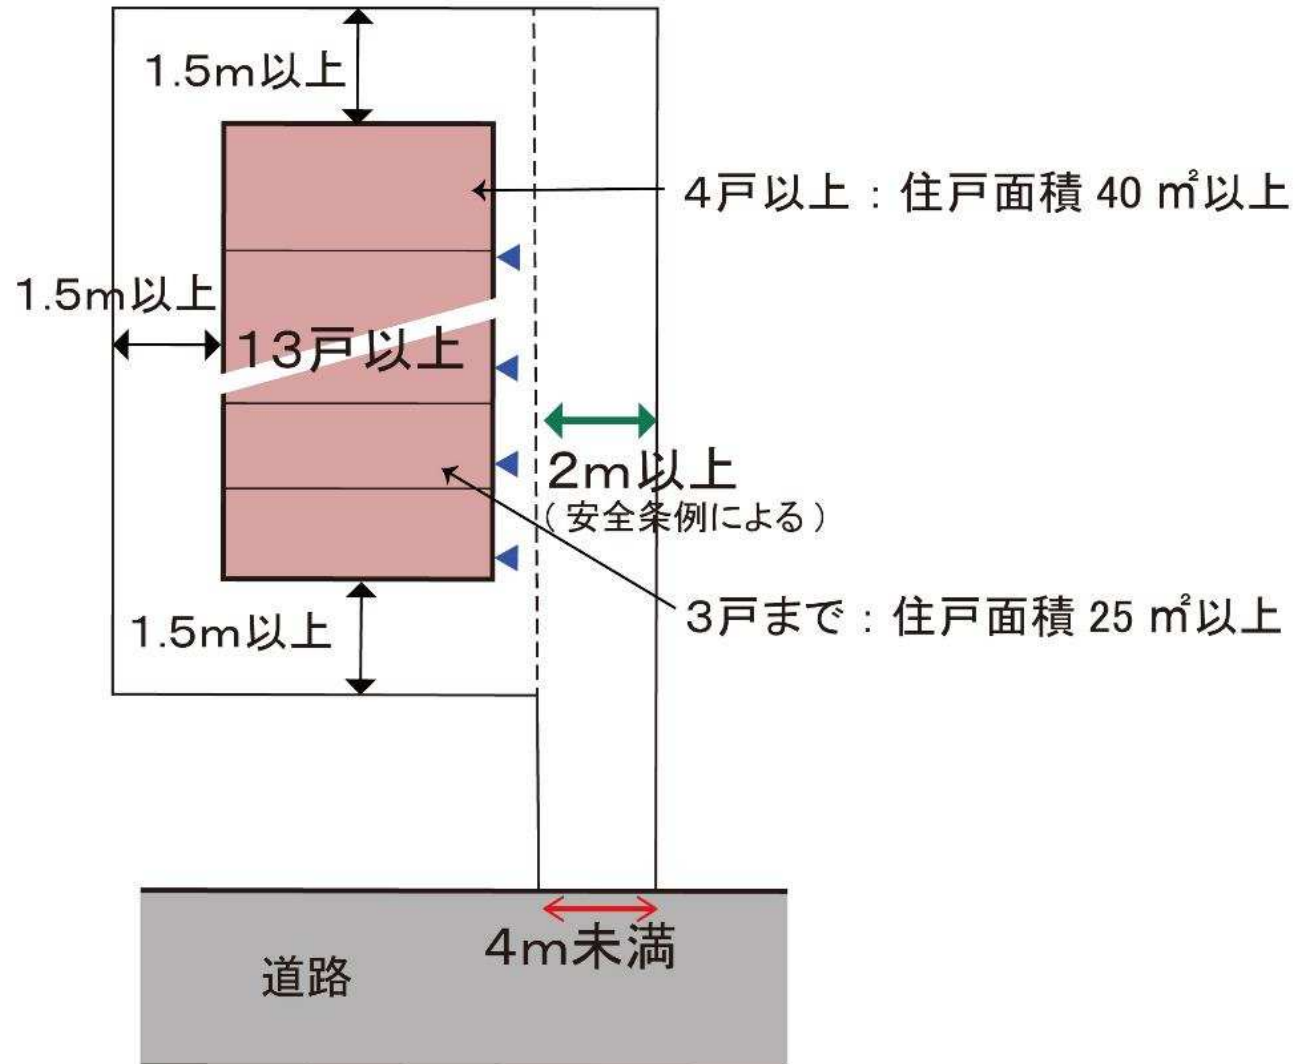 1.5m以上
4戸以上：住戸面積 40 ㎡以上
1.5m以上
13戸以上
2m以上
（安全条例による）
3戸まで：住戸面積 25 ㎡以上
1.5m以上
4m未満
道路